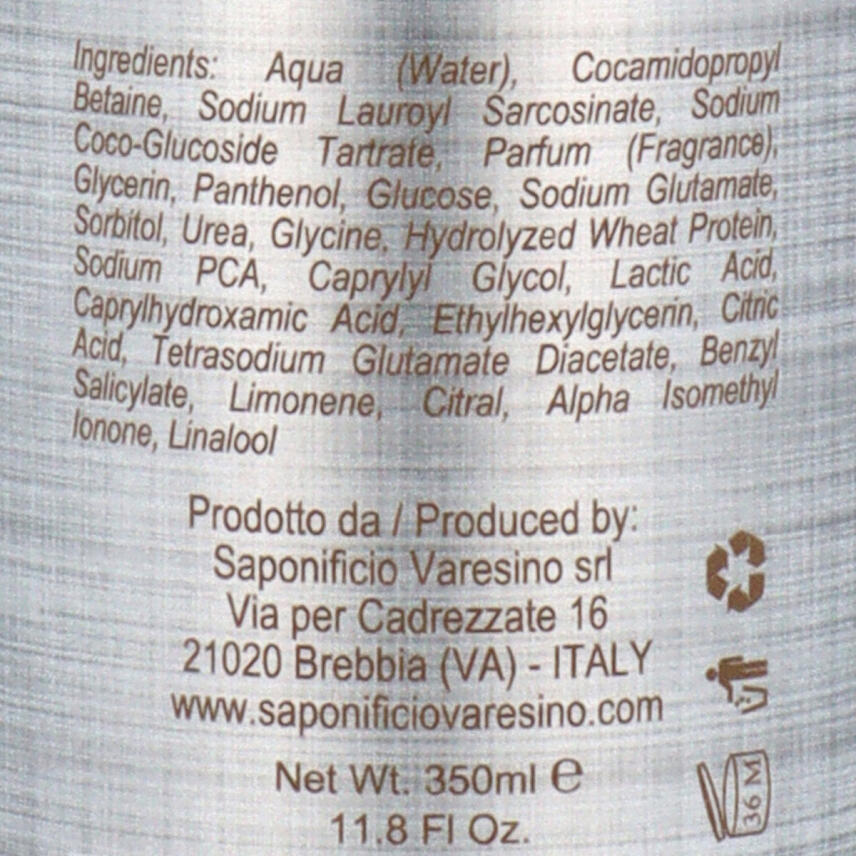 Ingredients: Aqua (Water), Cocamidopropyl
Betaine, Sodium Lauroyl Sarcosinate, Sodium
Coco-Glucoside Tartrate, Parfum (Fragrance),
Glycerin, Panthenol, Glucose, Sodium Glutamate,
Sorbitol, Urea, Glycine, Hydrolyzed Wheat Protein,
Sodium PCA, Caprylyl Glycol, Lactic Acid,
Caprylhydroxamic Acid, Ethylhexylglycerin, Citric
Acid, Tetrasodium Glutamate Diacetate, Benzyl
Salicylate, Limonene, Citral, Alpha Isomethyl
Ionone, Linalool
Prodotto da / Produced by:
Saponificio Varesino srl
Via per Cadrezzate 16
21020 Brebbia (VA) - ITALY
www.saponificiovaresino.com
Net Wt. 350ml e
11.8 Fl Oz.
36 M